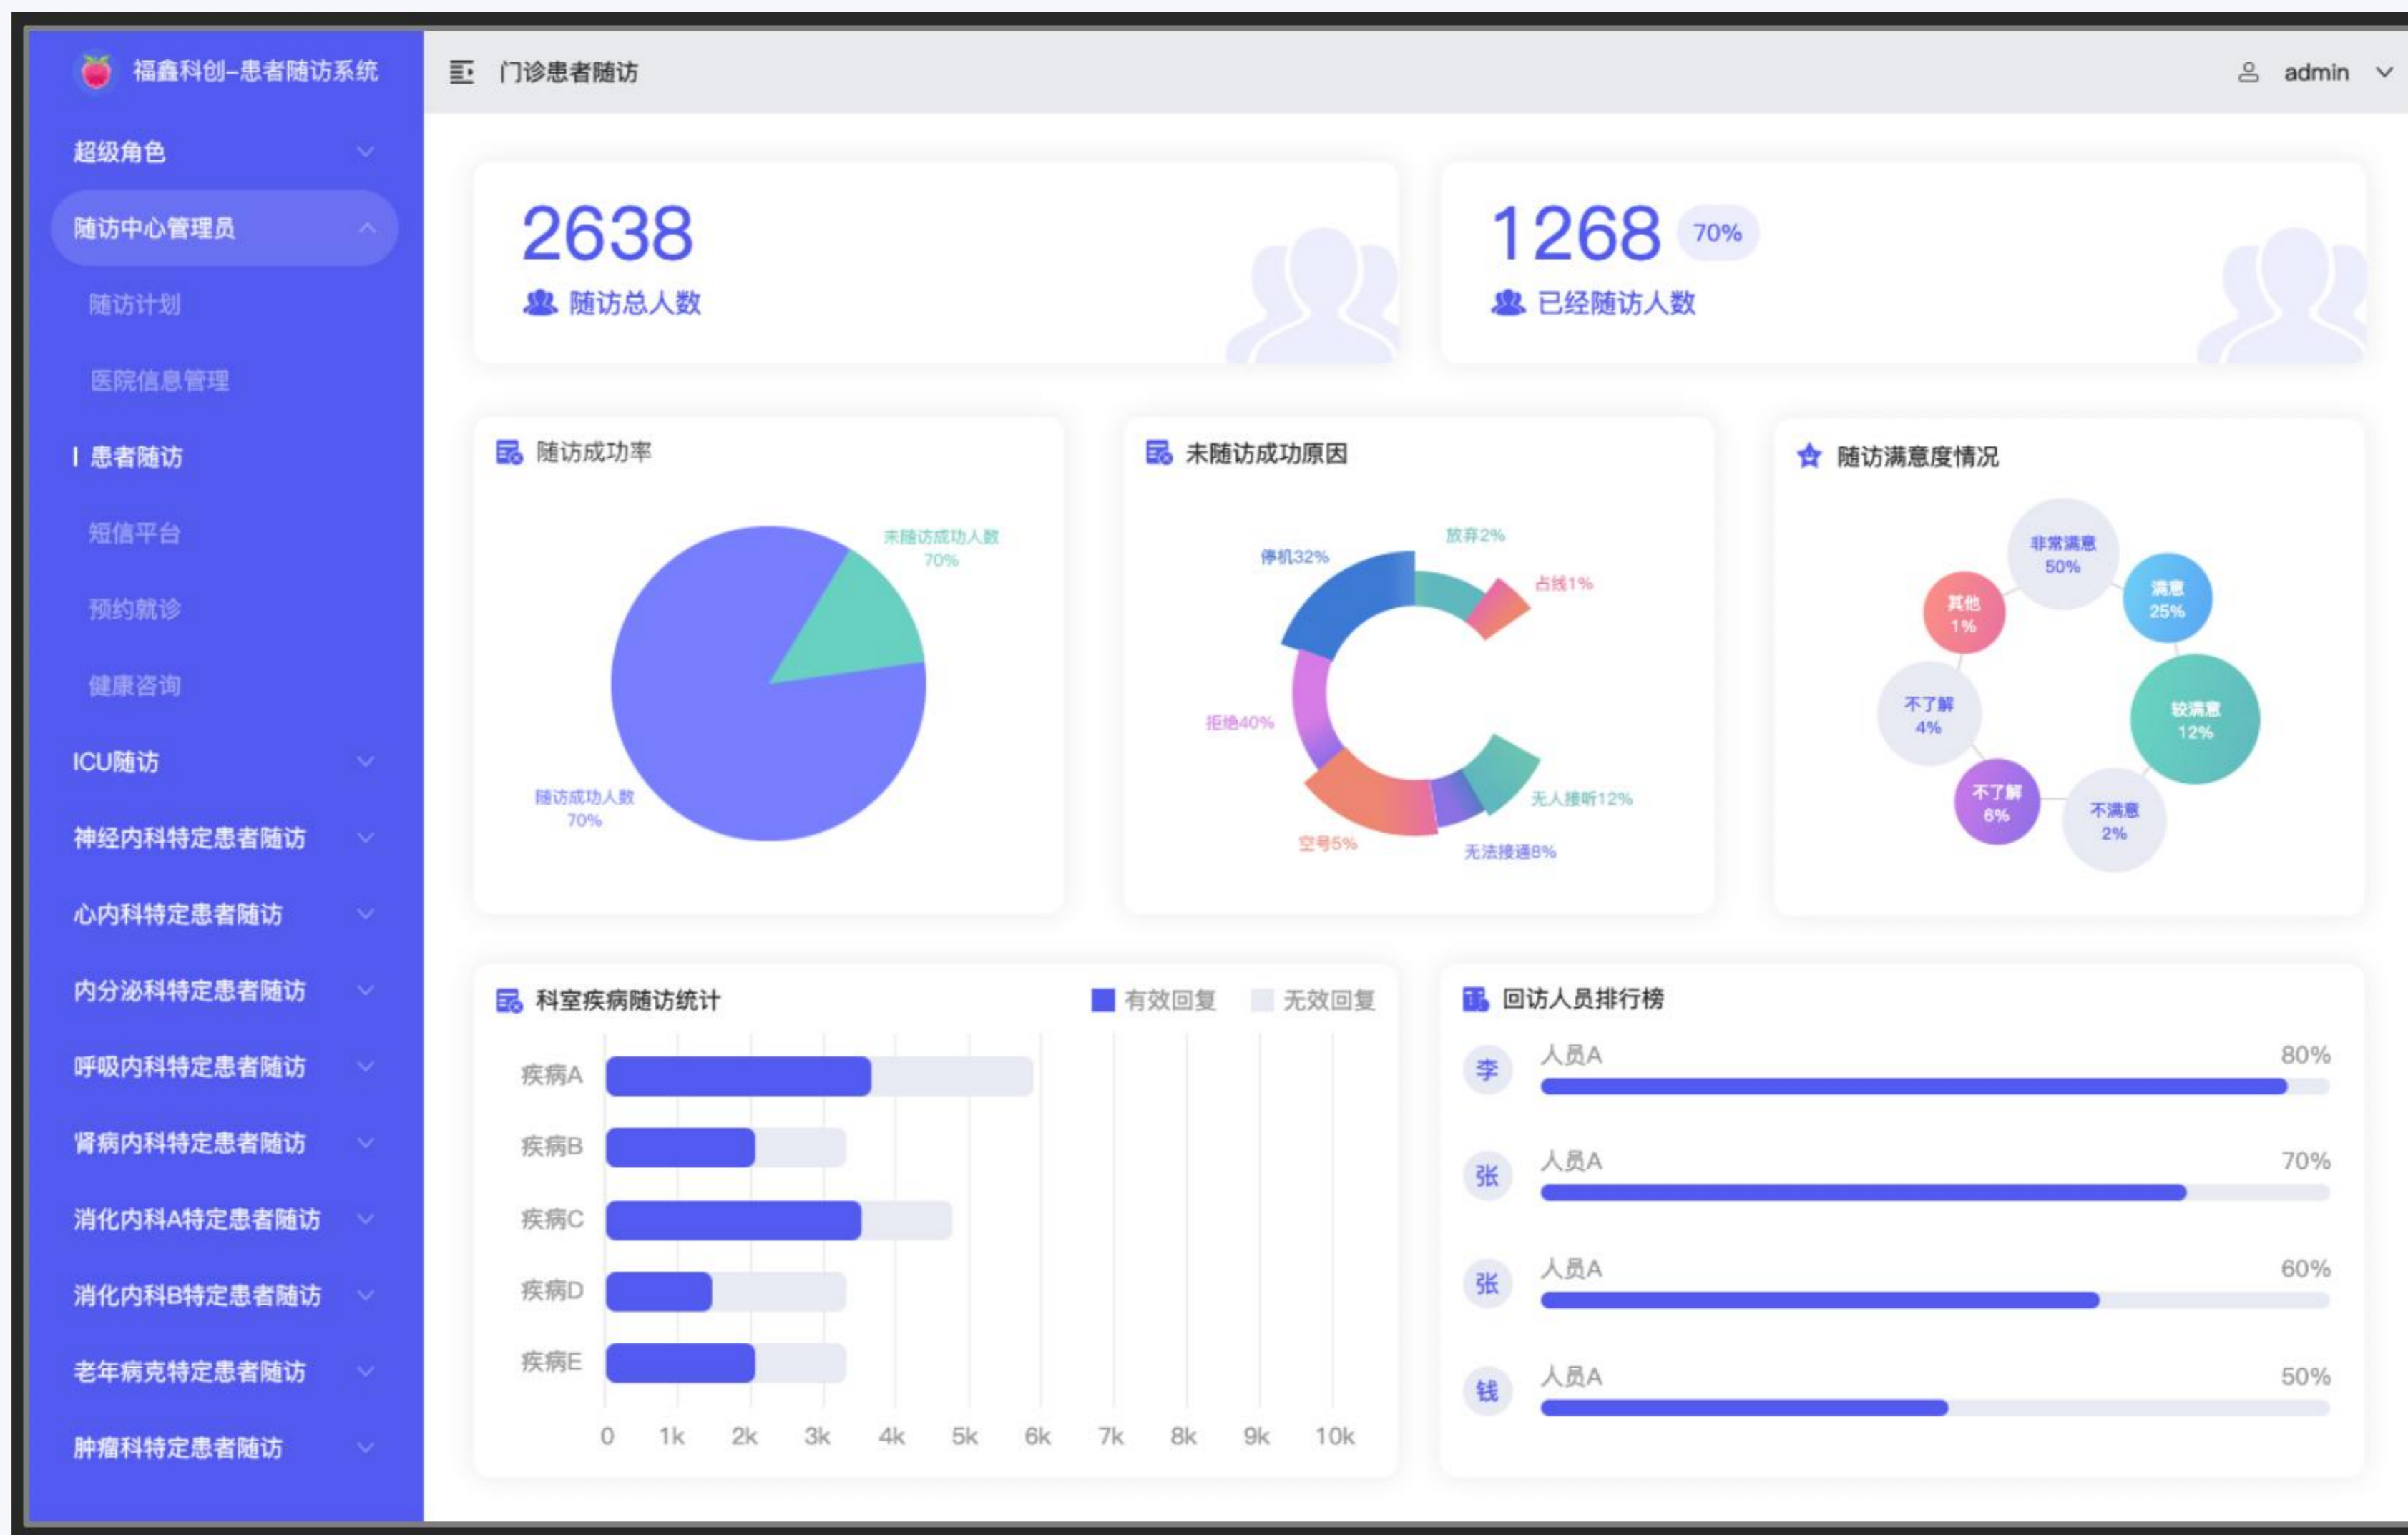 福鑫科创-患者随访系统
门诊患者随访
admin
超级角色
随访中心管理员
随访计划
医院信息管理
患者随访
短信平台
预约就诊
健康咨询
ICU随访
神经内科特定患者随访
心内科特定患者随访
内分泌科特定患者随访
呼吸内科特定患者随访
肾病内科特定患者随访
消化内科A特定患者随访
消化内科B特定患者随访
老年病克特定患者随访
肿瘤科特定患者随访
2638
随访总人数
1268
70%
已经随访人数
随访成功率
未随访成功人数
70%
随访成功人数
70%
未随访成功原因
停机32%
放弃2%
占线1%
拒绝40%
无人接听12%
空号5%
无法接通8%
随访满意度情况
非常满意
50%
满意
25%
其他
1%
不了解
4%
较满意
12%
不了解
6%
不满意
2%
科室疾病随访统计
有效回复
无效回复
疾病A
疾病B
疾病C
疾病D
疾病E
0 1k 2k 3k 4k 5k 6k 7k 8k 9k 10k
回访人员排行榜
李 人员A 80%
张 人员A 70%
张 人员A 60%
钱 人员A 50%